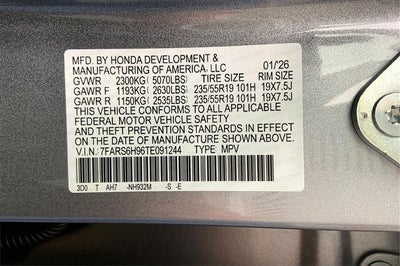 MFD. BY HONDA DEVELOPMENT & 01/'26
MANUFACTURING OF AMERICA, LLC
GVWR 2300KG (5070LBS) TIRE SIZE RIM SIZE
GAWR F 1193KG (2630LBS) 235/55R19 101H 19X7.5J
GAWR R 1150KG (2535LBS) 235/55R19 101H 19X7.5J
THIS VEHICLE CONFORMS TO ALL APPLICABLE
FEDERAL MOTOR VEHICLE SAFETY
STANDARDS IN EFFECT
ON THE DATE OF MANUFACTURE SHOWN ABOVE.
V.I.N.: 7FARS6H96TE091244 TYPE MPV
3D0 T AH7 -NH932M -S -E